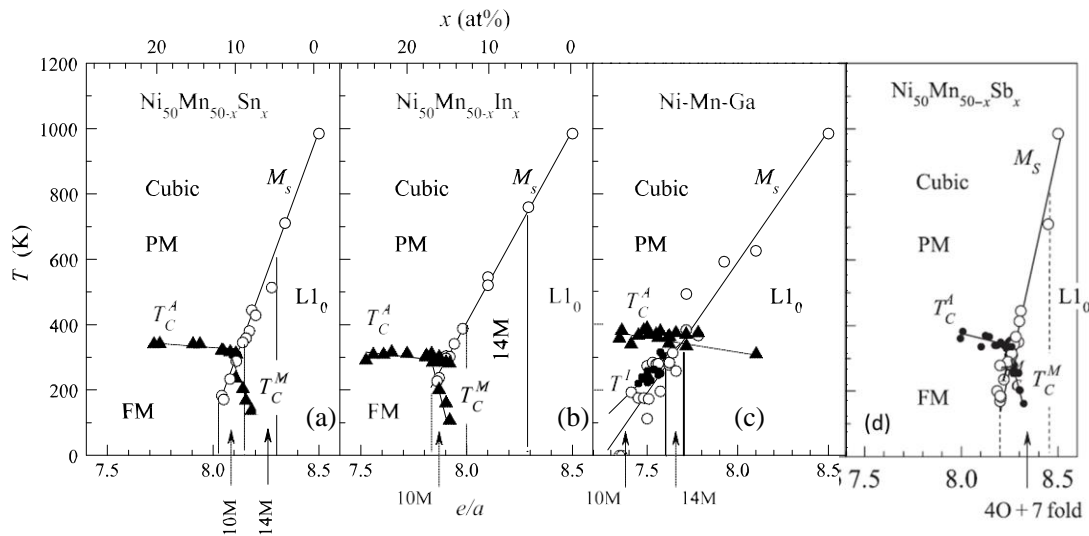 x (at%)
20 10 0 20 10 0
1200
1000
800
600
400
200
0
T (K)
Ni50Mn50-xSnx
Cubic
PM
Ms
L10
TCA
TCM
FM
(a)
7.5 8.0 8.5
10M
14M
Ni50Mn50-xInx
Cubic
PM
Ms
L10
TCA
14M
TCM
FM
(b)
8.0 8.5
10M
e/a
Ni-Mn-Ga
Cubic
PM
Ms
TCA
L10
TI
(c)
7.5 8.0 8.5
10M
14M
Ni50Mn50-xSbx
Cubic
PM
MS
L10
TCA
TCM
FM
(d)
.5
8.0 8.5
4O + 7 fold